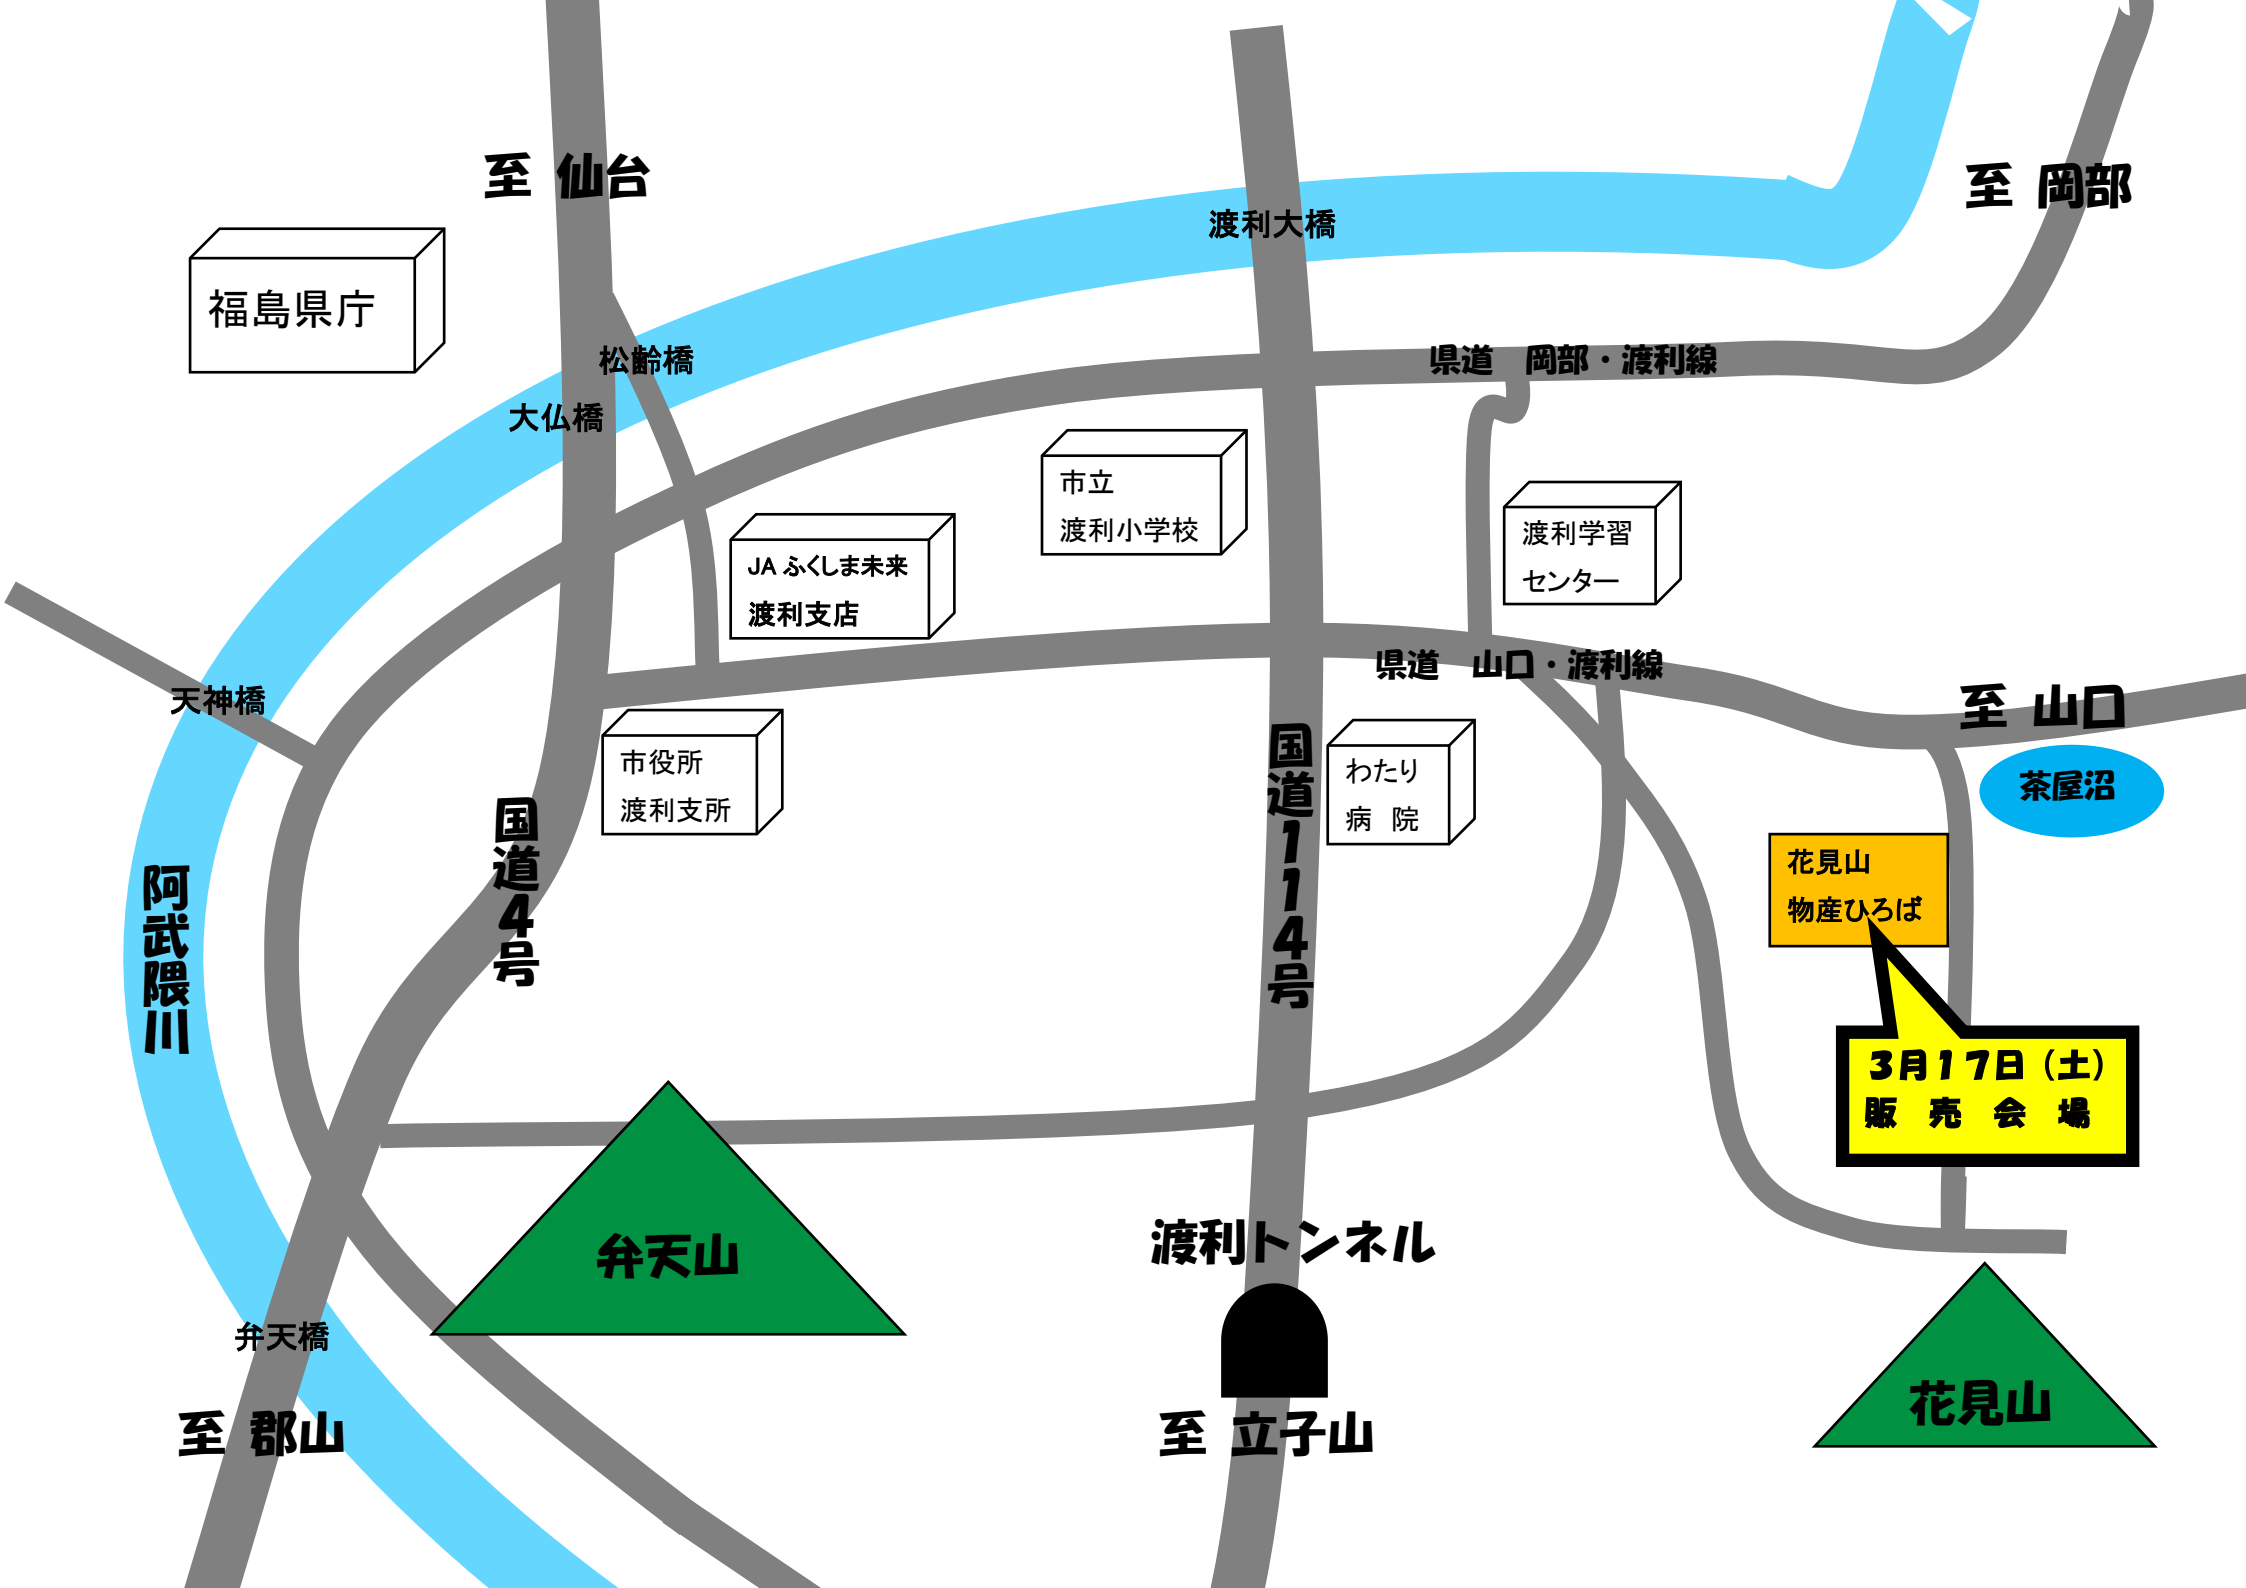 至 仙台
至 岡部
渡利大橋
福島県庁
松齢橋
県道　岡部・渡利線
大仏橋
市立
渡利小学校
渡利学習
センター
JAふくしま未来
渡利支店
県道　山口・渡利線
天神橋
至 山口
市役所
渡利支所
国道114号
わたり
病　院
茶屋沼
国道4号
花見山
物産ひろば
阿武隈川
3月17日（土）
販　売　会　場
渡利トンネル
弁天山
弁天橋
花見山
至 郡山
至 立子山